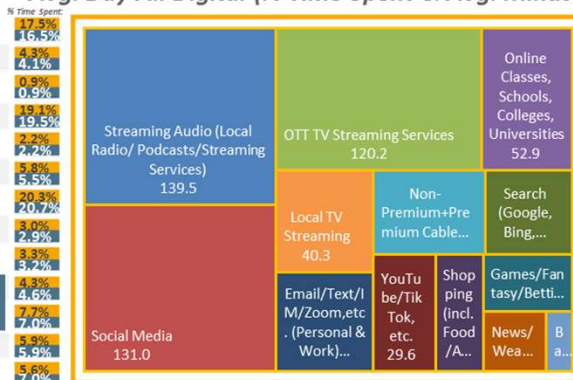 % Time Spent:
17.5%
16.5%
4.3%
4.1%
0.9%
0.9%
19.1%
19.5%
2.2%
2.2%
5.8%
5.5%
20.3%
20.7%
3.0%
2.9%
3.3%
3.2%
4.3%
4.6%
7.7%
7.0%
5.9%
5.9%
5.6%
7.0%
Streaming Audio (Local
Radio/ Podcasts/Streaming
Services)
139.5
Social Media
131.0
OTT TV Streaming Services
120.2
Online
Classes,
Schools,
Colleges,
Universities
52.9
Local TV
Streaming
40.3
Non-
Premium+Pre
mium Cable...
Search
(Google,
Bing,...
Email/Text/I
M/Zoom,etc
. (Personal &
Work)...
YouTu
be/Tik
Tok,
etc.
29.6
Shop
ping
(incl.
Food
/A...
Games/Fan
tasy/Betti...
News/
Wea...
B
a...